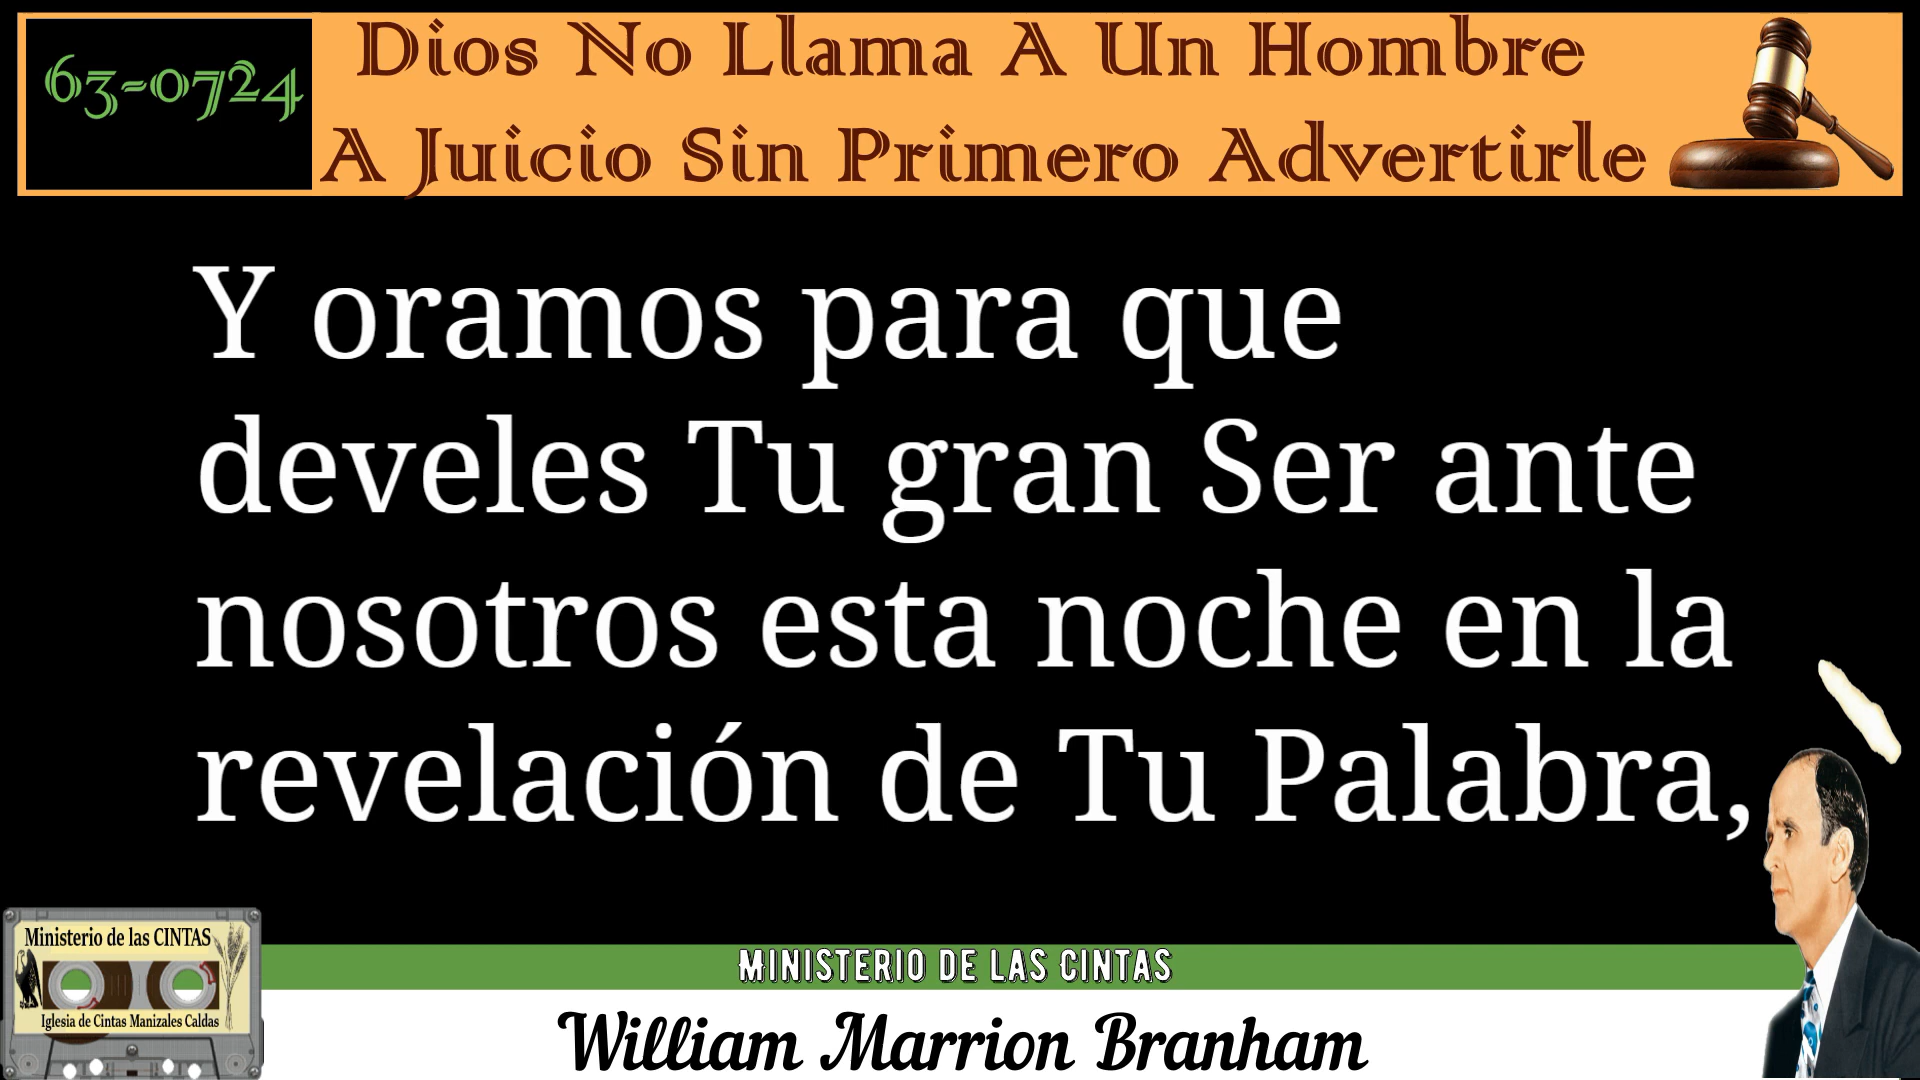 63-0724
Dios No Llama A Un Hombre
A Juicio Sin Primero Advertirle
Y oramos para que
develes Tu gran Ser ante
nosotros esta noche en la
revelación de Tu Palabra,
Ministerio de las CINTAS
Iglesia de Cintas Manizales Caldas
MINISTERIO DE LAS CINTAS
William Marrion Branham